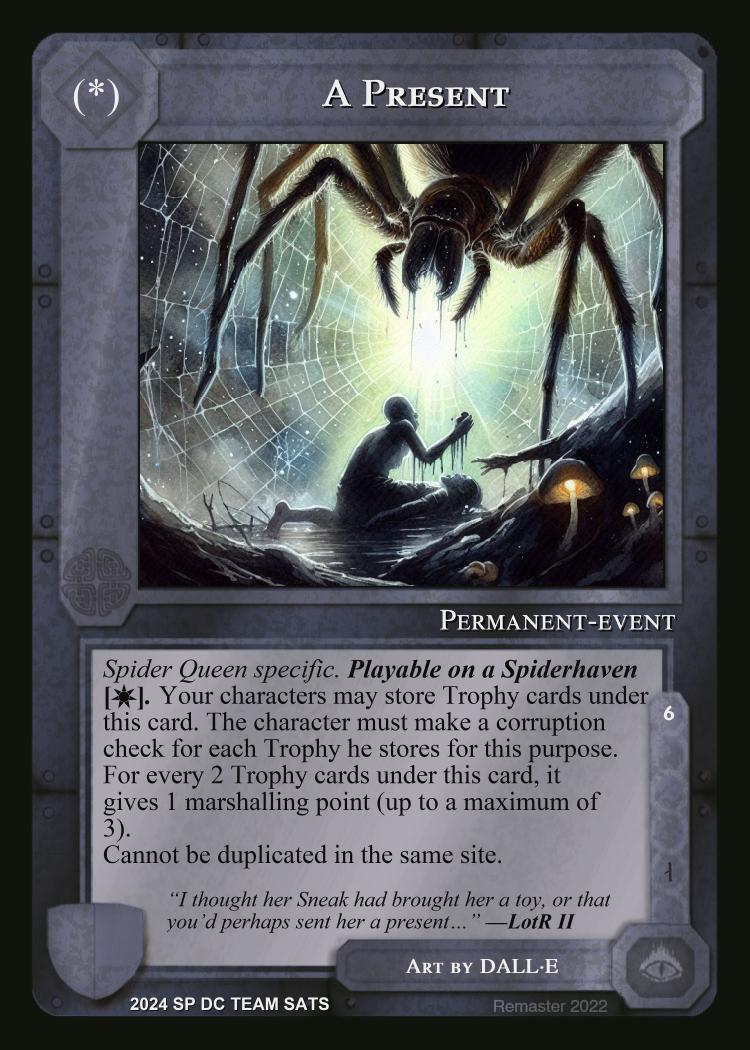 (*)
A Present
Permanent-event
Spider Queen specific. Playable on a Spiderhaven
[✷]. Your characters may store Trophy cards under
this card. The character must make a corruption
check for each Trophy he stores for this purpose.
For every 2 Trophy cards under this card, it
gives 1 marshalling point (up to a maximum of
3).
Cannot be duplicated in the same site.
6
“I thought her Sneak had brought her a toy, or that
you’d perhaps sent her a present…” —LotR II
Art by DALL·E
2024 SP DC TEAM SATS
Remaster 2022